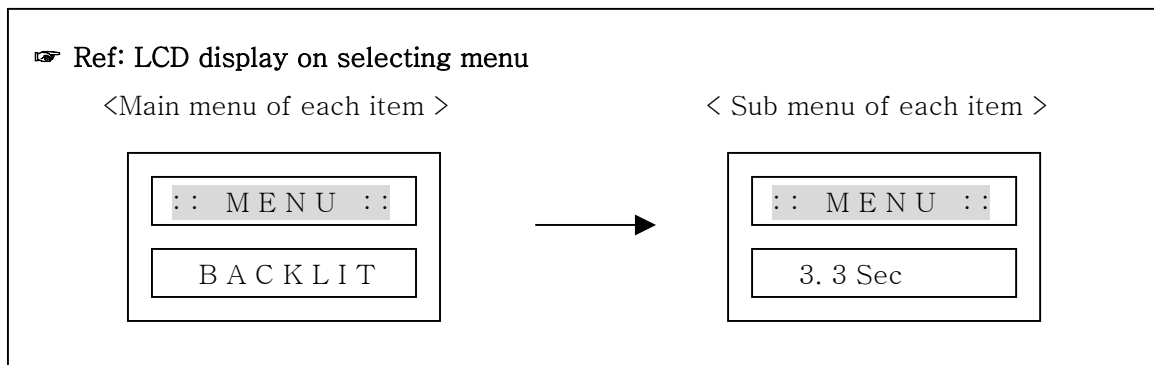 ☞ Ref: LCD display on selecting menu
<Main menu of each item >
< Sub menu of each item >
:: MENU ::
BACKLIT
:: MENU ::
3. 3 Sec